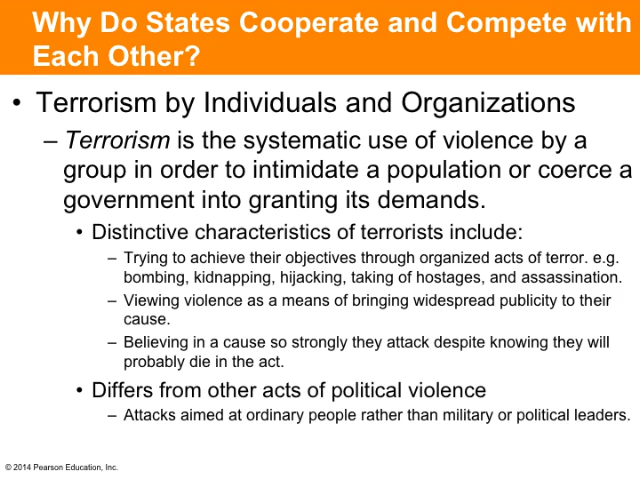 Why Do States Cooperate and Compete with
Each Other?
• Terrorism by Individuals and Organizations
– Terrorism is the systematic use of violence by a
group in order to intimidate a population or coerce a
government into granting its demands.
• Distinctive characteristics of terrorists include:
– Trying to achieve their objectives through organized acts of terror. e.g.
bombing, kidnapping, hijacking, taking of hostages, and assassination.
– Viewing violence as a means of bringing widespread publicity to their
cause.
– Believing in a cause so strongly they attack despite knowing they will
probably die in the act.
• Differs from other acts of political violence
– Attacks aimed at ordinary people rather than military or political leaders.
© 2014 Pearson Education, Inc.